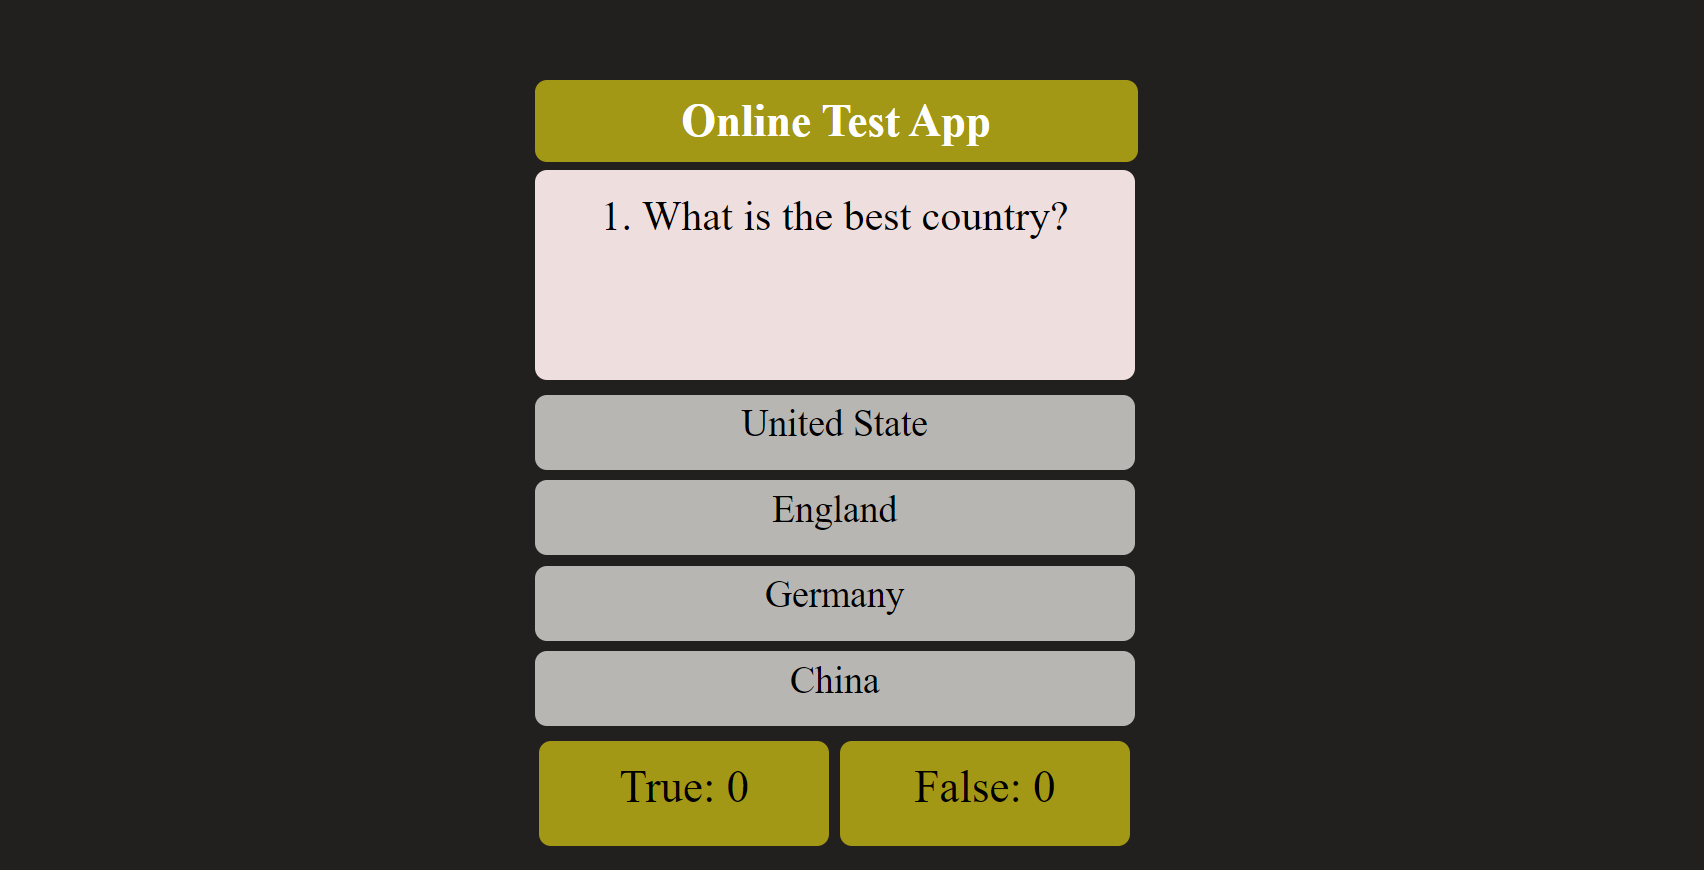 Online Test App
1. What is the best country?
United State
England
Germany
China
True: 0
False: 0